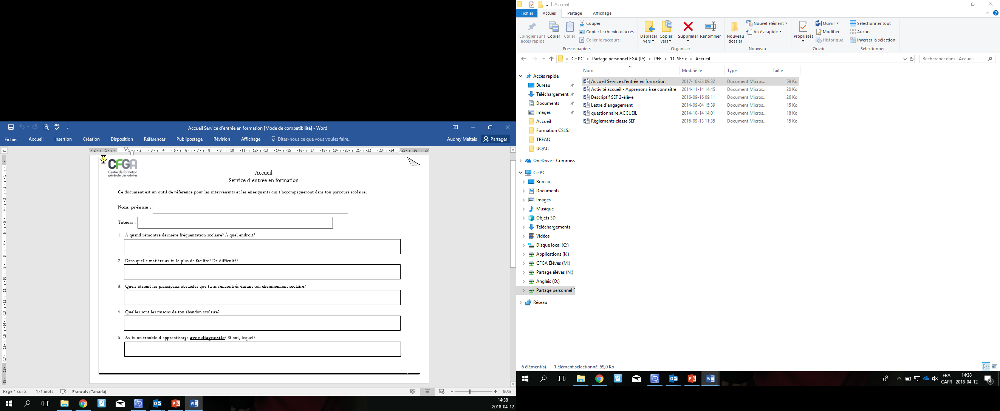 Accueil Service d'entrée en formation [Mode de compatibilité] - Word
Fichier Accueil Insertion Création Disposition Références Publipostage Révision Affichage Dites-nous ce que vous voulez faire.. Audrey Maltais Partager
CFGA
Centre de formation
générale des adultes
Accueil
Service d'entrée en formation
Ce document est un outil de référence pour les intervenants et les enseignants qui t'accompagneront dans ton parcours scolaire.
Nom, prénom :
Tuteurs :
1. À quand remontre dernière fréquentation scolaire? À quel endroit?
2. Dans quelle matière as-tu le plus de facilité? De difficulté?
3. Quels étaient les principaux obstacles que tu as rencontrés durant ton cheminement scolaire?
4. Quelles sont les raisons de ton abandon scolaire?
5. As-tu un trouble d'apprentissage avec diagnostic? Si oui, lequel?
Page 1 sur 2 171 mots Français (Canada) 80%
14:38
2018-04-12
Accueil
Fichier Accueil Partage Affichage
Épingler sur l
'accès rapide
Copier
Coller
Couper
Copier le chemin d'accès
Coller le raccourci
Presse-papiers
Déplacer
vers
Copier
vers
Supprimer
Renommer
Organiser
Nouveau
dossier
Nouvel élément
Accès rapide
Nouveau
Propriétés
Ouvrir
Modifier
Historique
Ouvrir
Sélectionner tout
Aucun
Inverser la sélection
Sélectionner
Ce PC > Partage personnel FGA (P:) > PFE > 11. SEF x > Accueil
Rechercher dans : Accueil
Accès rapide
Bureau
Téléchargement:
Documents
Images
Accueil
Formation CSLSJ
TREAQ
UQAC
OneDrive - Commiss
Ce PC
Bureau
Documents
Images
Musique
Objets 3D
Téléchargements
Vidéos
Disque local (C:)
Applications (K:)
CFGA Élèves (M:)
Partage élèves (N:)
Anglais (O:)
Partage personnel F
Réseau
Nom Modifié le Type Taille
Accueil Service d'entrée en formation 2017-10-23 09:32 Document Micros... 59 Ko
Activité accueil - Apprenons à se connaître 2014-11-14 14:45 Document Micros... 20 Ko
Descriptif SEF 2-élève 2016-09-16 09:11 Document Micros... 26 Ko
Lettre d'engagement 2014-09-04 15:39 Document Micros... 15 Ko
questionnaire ACCUEIL 2014-10-14 14:01 Document Micros... 18 Ko
Règlements classe SEF 2016-09-13 11:35 Document Micros... 15 Ko
6 élément(s) 1 élément sélectionné 59,0 Ko
FRA
CAFR
14:38
2018-04-12
4